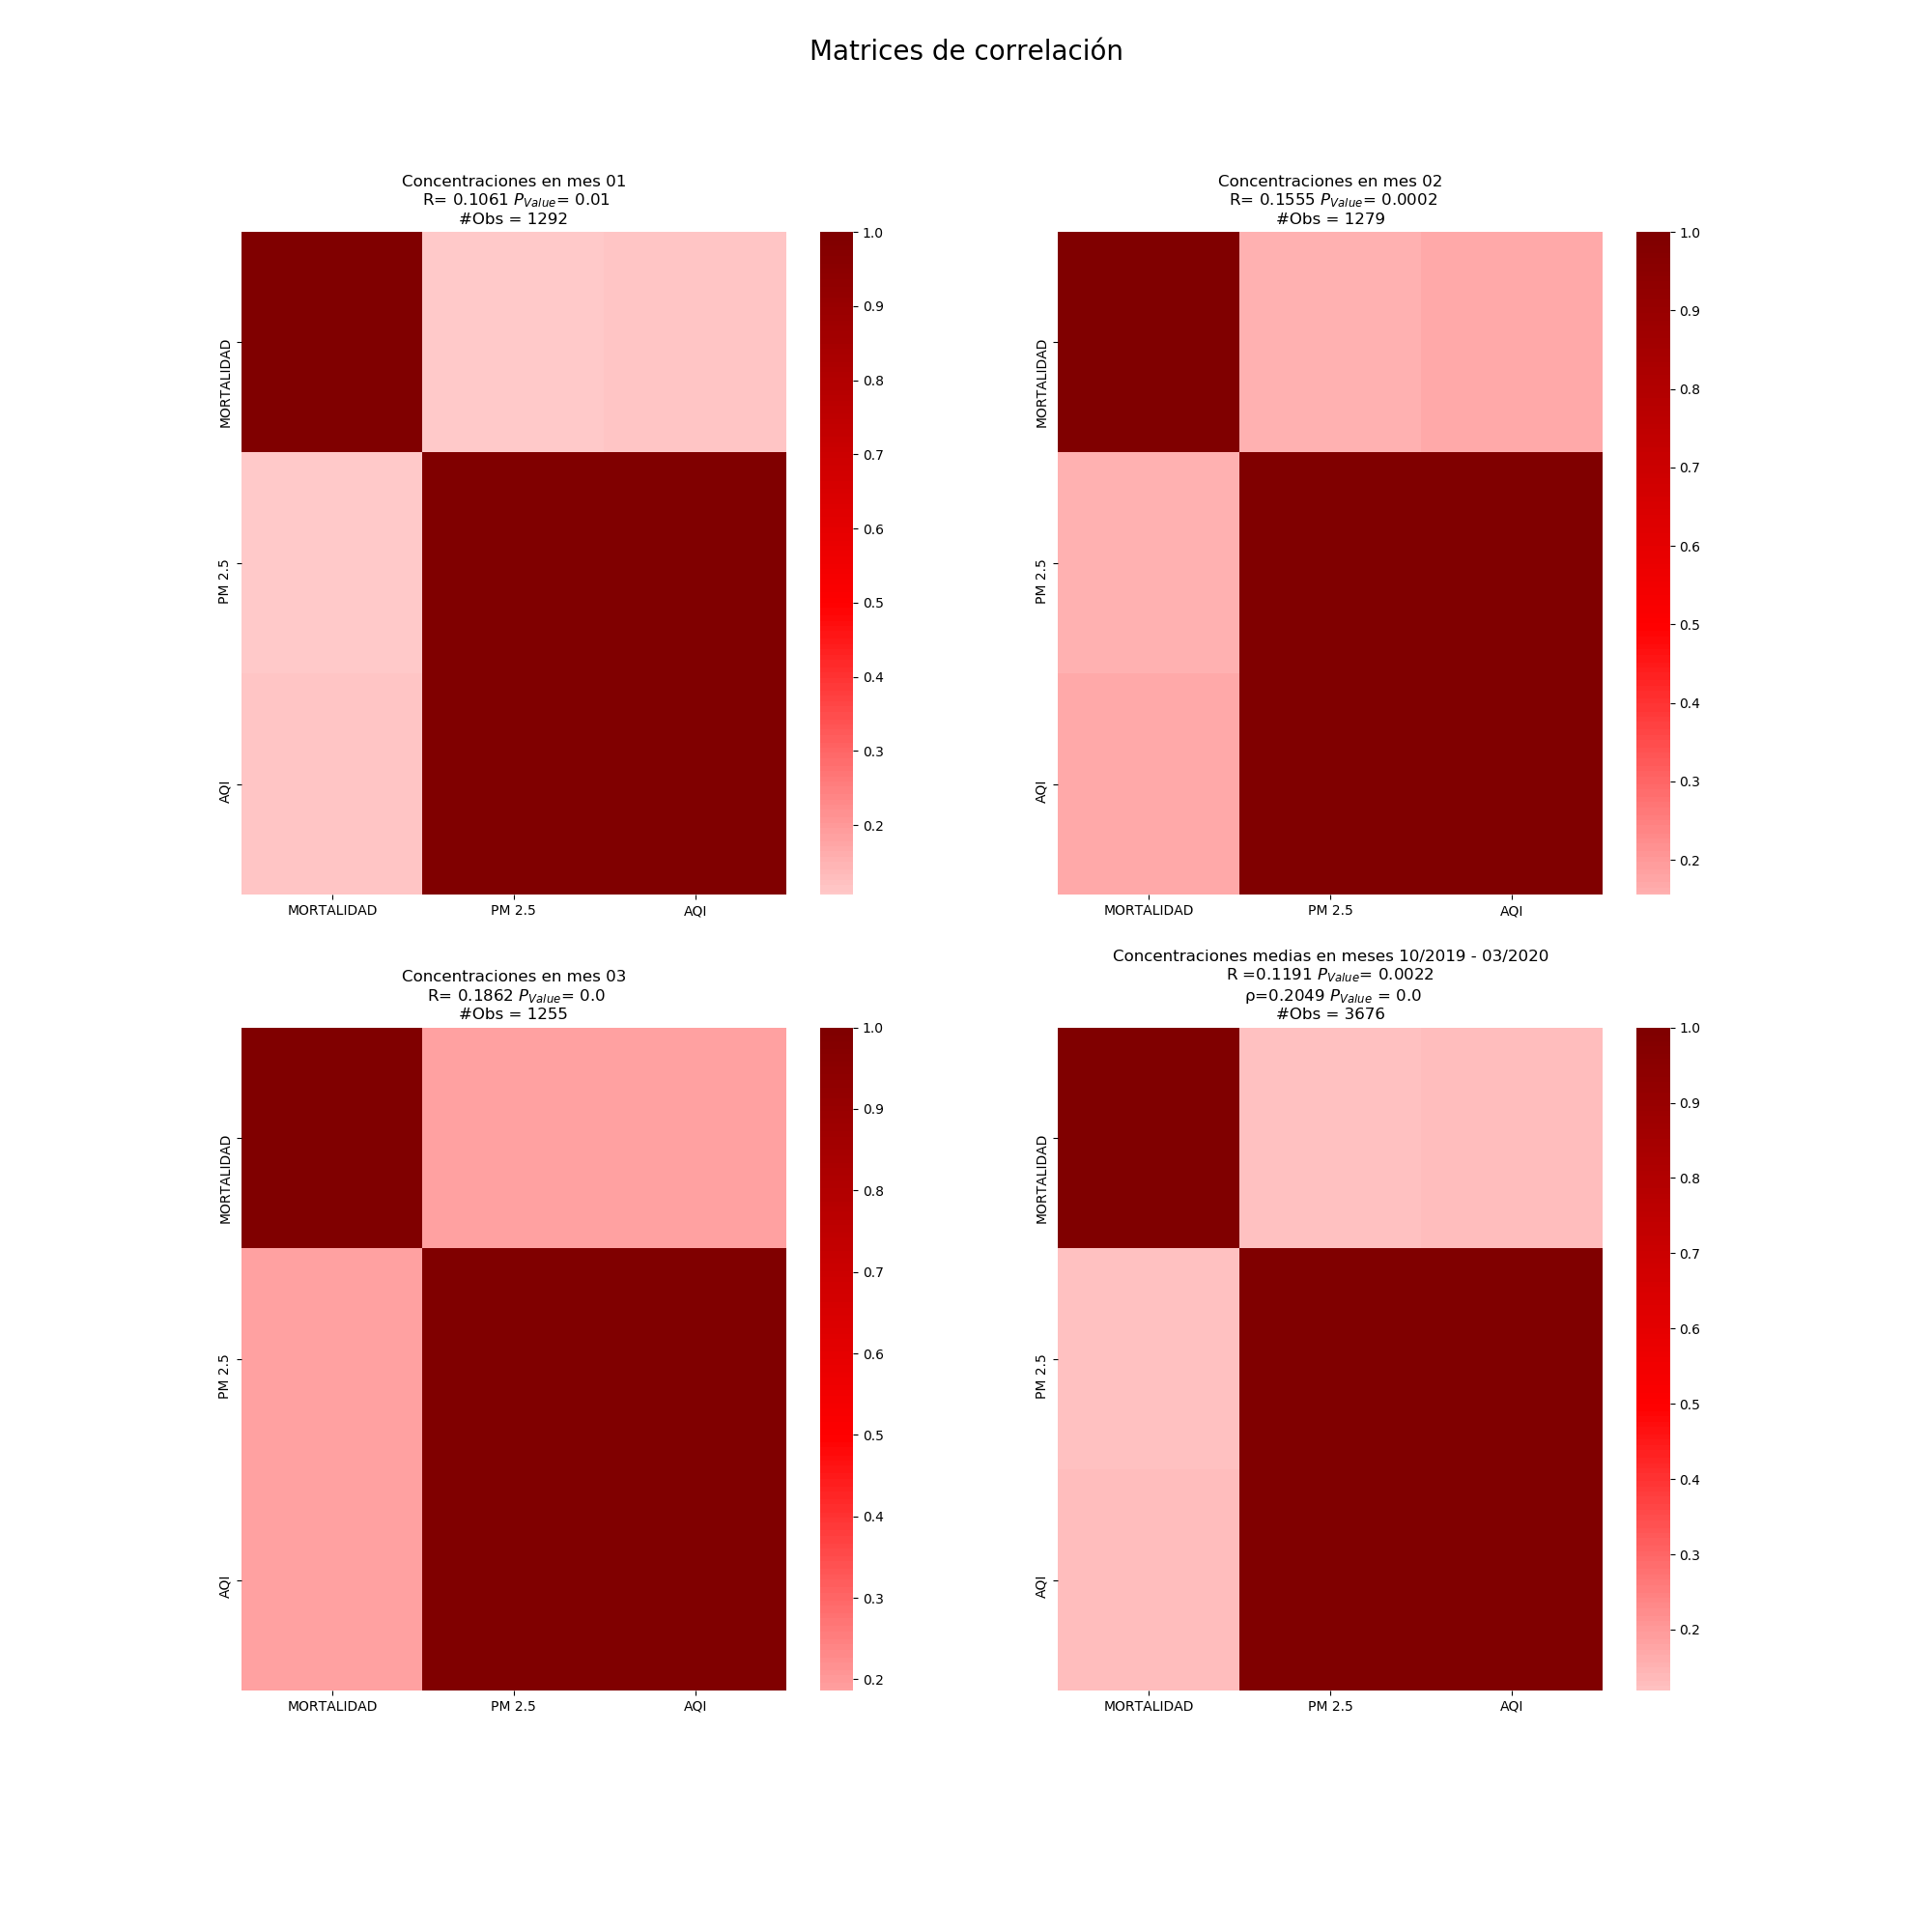 Matrices de correlación
Concentraciones en mes 01
R= 0.1061 P_Value= 0.01
#Obs = 1292
MORTALIDAD
PM 2.5
AQI
MORTALIDAD PM 2.5 AQI
1.0
0.9
0.8
0.7
0.6
0.5
0.4
0.3
0.2
Concentraciones en mes 02
R= 0.1555 P_Value= 0.0002
#Obs = 1279
MORTALIDAD
PM 2.5
AQI
MORTALIDAD PM 2.5 AQI
1.0
0.9
0.8
0.7
0.6
0.5
0.4
0.3
0.2
Concentraciones en mes 03
R= 0.1862 P_Value= 0.0
#Obs = 1255
MORTALIDAD
PM 2.5
AQI
MORTALIDAD PM 2.5 AQI
1.0
0.9
0.8
0.7
0.6
0.5
0.4
0.3
0.2
Concentraciones medias en meses 10/2019 - 03/2020
R =0.1191 P_Value= 0.0022
ρ=0.2049 P_Value = 0.0
#Obs = 3676
MORTALIDAD
PM 2.5
AQI
MORTALIDAD PM 2.5 AQI
1.0
0.9
0.8
0.7
0.6
0.5
0.4
0.3
0.2